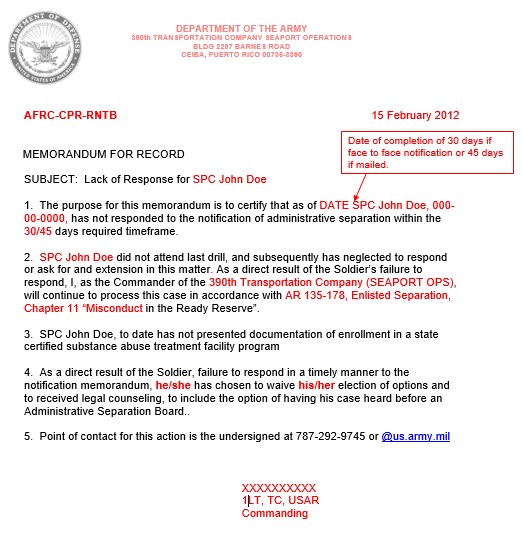 DEPARTMENT OF THE ARMY
390th TRANSPORTATION COMPANY SEAPORT OPERATIONS
BLDG 2297 BARNES ROAD
CEIBA, PUERTO RICO 00735-3390
DEPARTMENT OF DEFENSE
UNITED STATES OF AMERICA
AFRC-CPR-RNTB 15 February 2012
Date of completion of 30 days if
face to face notification or 45 days
if mailed.
MEMORANDUM FOR RECORD
SUBJECT: Lack of Response for SPC John Doe
1. The purpose for this memorandum is to certify that as of DATE SPC John Doe, 000-
00-0000, has not responded to the notification of administrative separation within the
30/45 days required timeframe.
2. SPC John Doe did not attend last drill, and subsequently has neglected to respond
or ask for and extension in this matter. As a direct result of the Soldier's failure to
respond, I, as the Commander of the 390th Transportation Company (SEAPORT OPS),
will continue to process this case in accordance with AR 135-178, Enlisted Separation,
Chapter 11 “Misconduct in the Ready Reserve”.
3. SPC John Doe, to date has not presented documentation of enrollment in a state
certified substance abuse treatment facility program
4. As a direct result of the Soldier, failure to respond in a timely manner to the
notification memorandum, he/she has chosen to waive his/her election of options and
to received legal counseling, to include the option of having his case heard before an
Administrative Separation Board..
5. Point of contact for this action is the undersigned at 787-292-9745 or @us.army.mil
XXXXXXXXXX
1LT, TC, USAR
Commanding